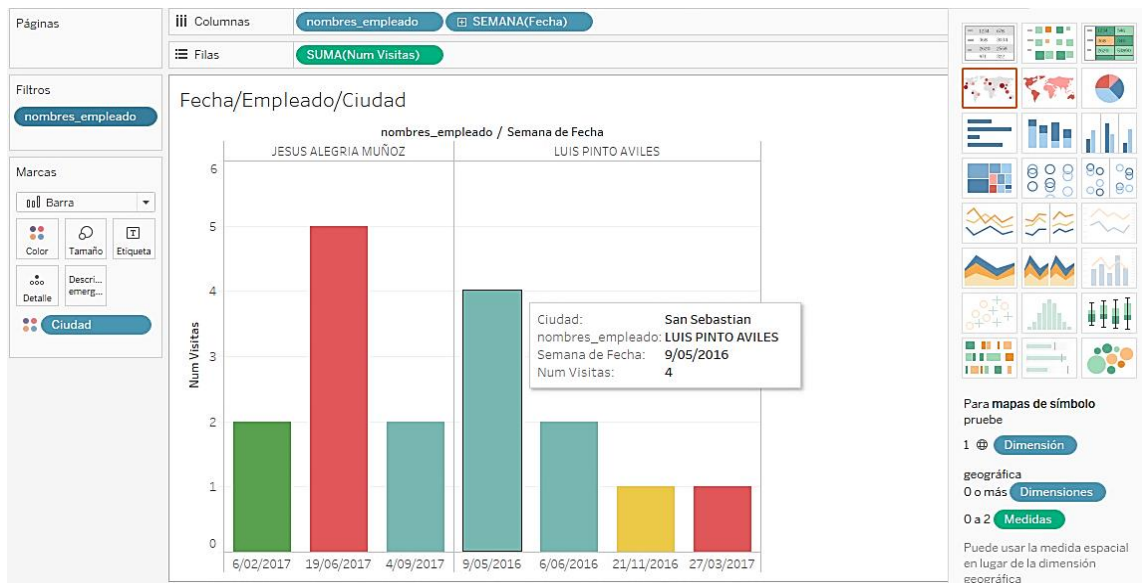 Páginas
Columnas
nombres_empleado
SEMANA(Fecha)
Filas
SUMA(Num Visitas)
Filtros
nombres_empleado
Marcas
Barra
Color
Tamaño
Etiqueta
Detalle
Descri...
emerg...
Ciudad
Fecha/Empleado/Ciudad
nombres_empleado / Semana de Fecha
JESUS ALEGRIA MUÑOZ
LUIS PINTO AVILES
6
5
4
3
2
1
0
Num Visitas
Ciudad: San Sebastian
nombres_empleado: LUIS PINTO AVILES
Semana de Fecha: 9/05/2016
Num Visitas: 4
6/02/2017
19/06/2017
4/09/2017
9/05/2016
6/06/2016
21/11/2016
27/03/2017
Para mapas de símbolo
pruebe
1 Dimensión
geográfica
0 o más Dimensiones
0 a 2 Medidas
Puede usar la medida espacial
en lugar de la dimensión
geográfica